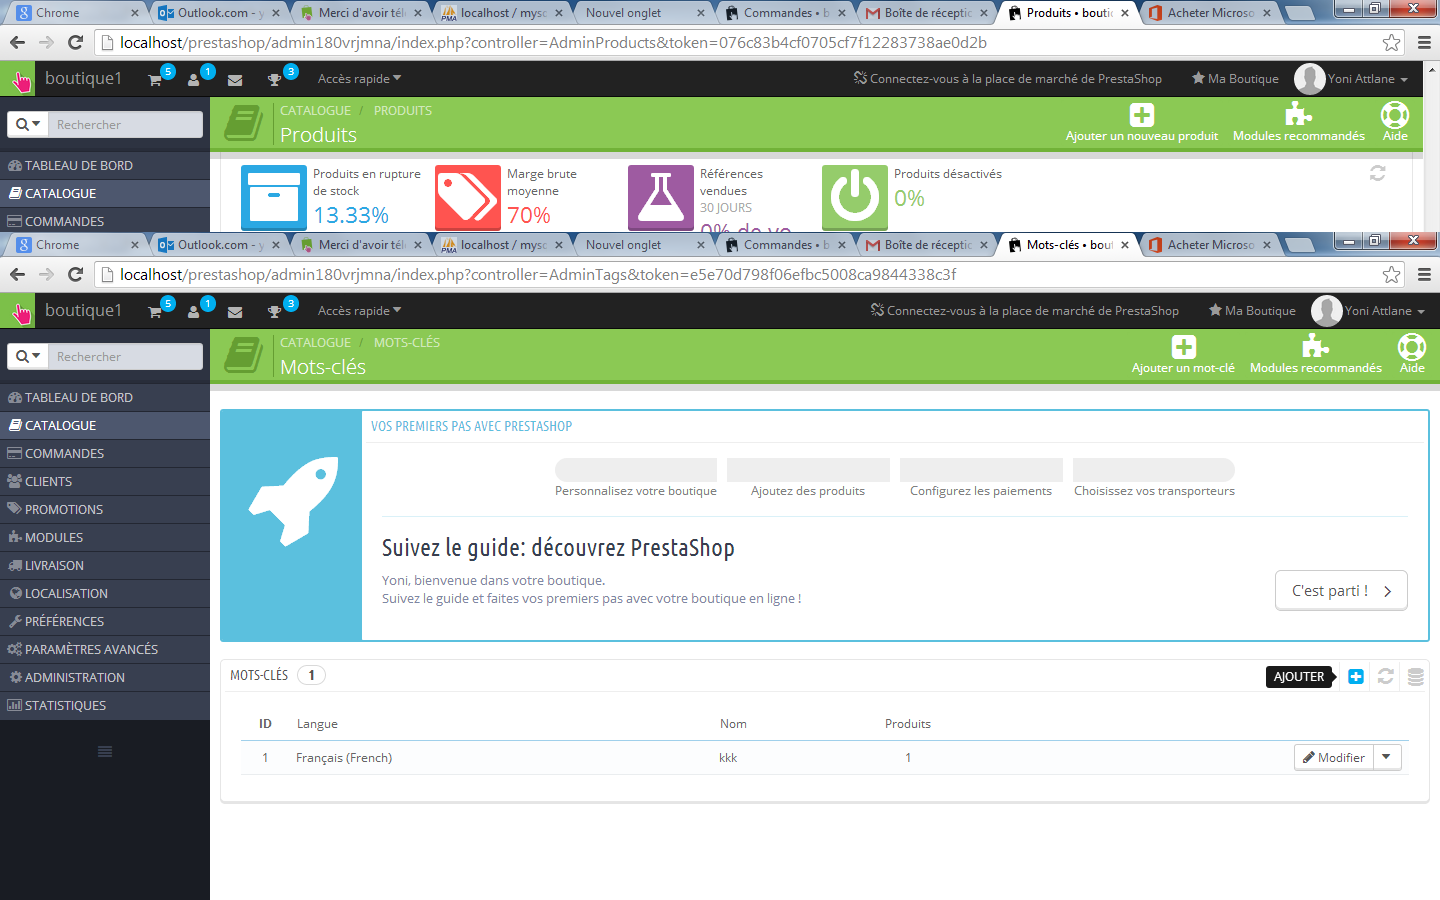 Chrome
Outlook.com - y
Merci d'avoir télé
localhost / myso
Nouvel onglet
Commandes • b
Boîte de réceptic
Produits • boutic
Acheter Microso
localhost/prestashop/admin180vrjmna/index.php?controller=AdminProducts&token=076c83b4cf0705cf7f12283738ae0d2b
boutique1
5
1
3
Accès rapide
Connectez-vous à la place de marché de PrestaShop
Ma Boutique
Yoni Attlane
Rechercher
CATALOGUE / PRODUITS
Produits
Ajouter un nouveau produit
Modules recommandés
Aide
TABLEAU DE BORD
CATALOGUE
COMMANDES
Produits en rupture
de stock
13.33%
Marge brute
moyenne
70%
Références
vendues
30 JOURS
0% de vo
Produits désactivés
0%
Chrome
Outlook.com - y
Merci d'avoir télé
localhost / myso
Nouvel onglet
Commandes • b
Boîte de réceptic
Mots-clés • bout
Acheter Microso
localhost/prestashop/admin180vrjmna/index.php?controller=AdminTags&token=e5e70d798f06efbc5008ca9844338c3f
boutique1
5
1
3
Accès rapide
Connectez-vous à la place de marché de PrestaShop
Ma Boutique
Yoni Attlane
Rechercher
CATALOGUE / MOTS-CLÉS
Mots-clés
Ajouter un mot-clé
Modules recommandés
Aide
TABLEAU DE BORD
CATALOGUE
COMMANDES
CLIENTS
PROMOTIONS
MODULES
LIVRAISON
LOCALISATION
PRÉFÉRENCES
PARAMÈTRES AVANCÉS
ADMINISTRATION
STATISTIQUES
VOS PREMIERS PAS AVEC PRESTASHOP
Personnalisez votre boutique
Ajoutez des produits
Configurez les paiements
Choisissez vos transporteurs
Suivez le guide: découvrez PrestaShop
Yoni, bienvenue dans votre boutique.
Suivez le guide et faites vos premiers pas avec votre boutique en ligne !
C'est parti !
MOTS-CLÉS 1
AJOUTER
ID Langue Nom Produits
1 Français (French) kkk 1 Modifier